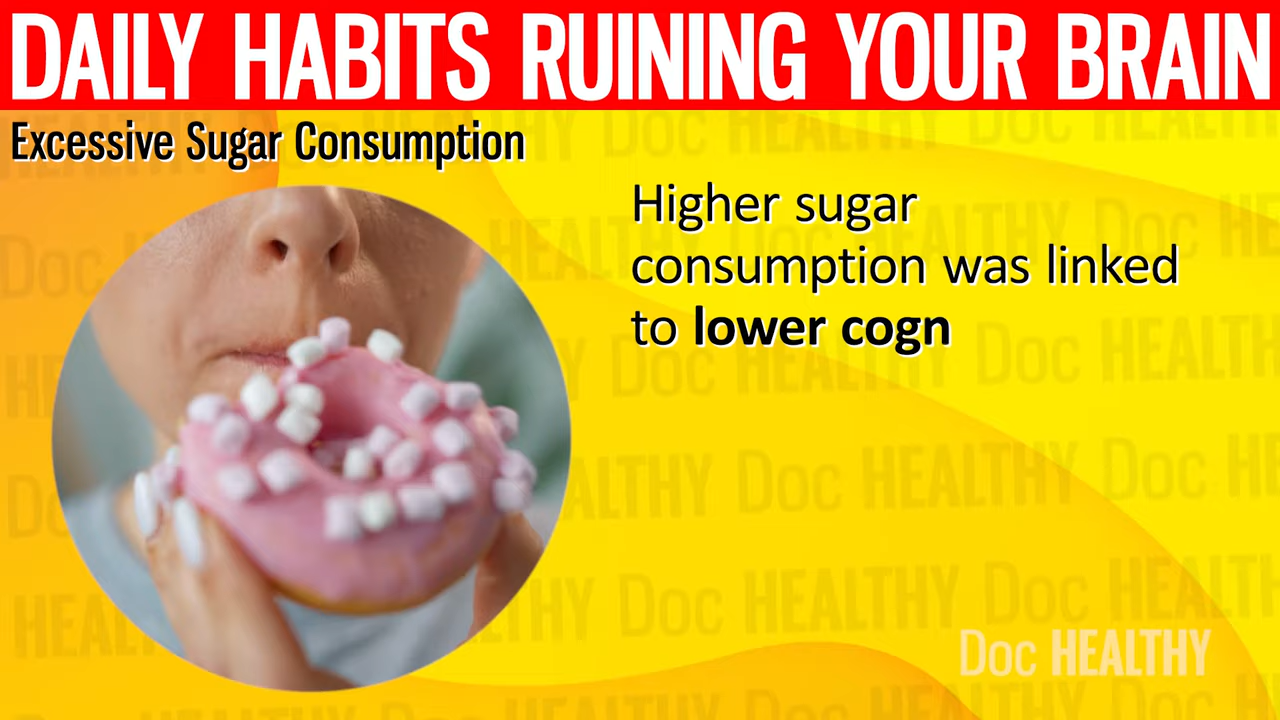 DAILY HABITS RUINING YOUR BRAIN
Excessive Sugar Consumption
Higher sugar
consumption was linked
to lower cogn
Doc HEALTHY